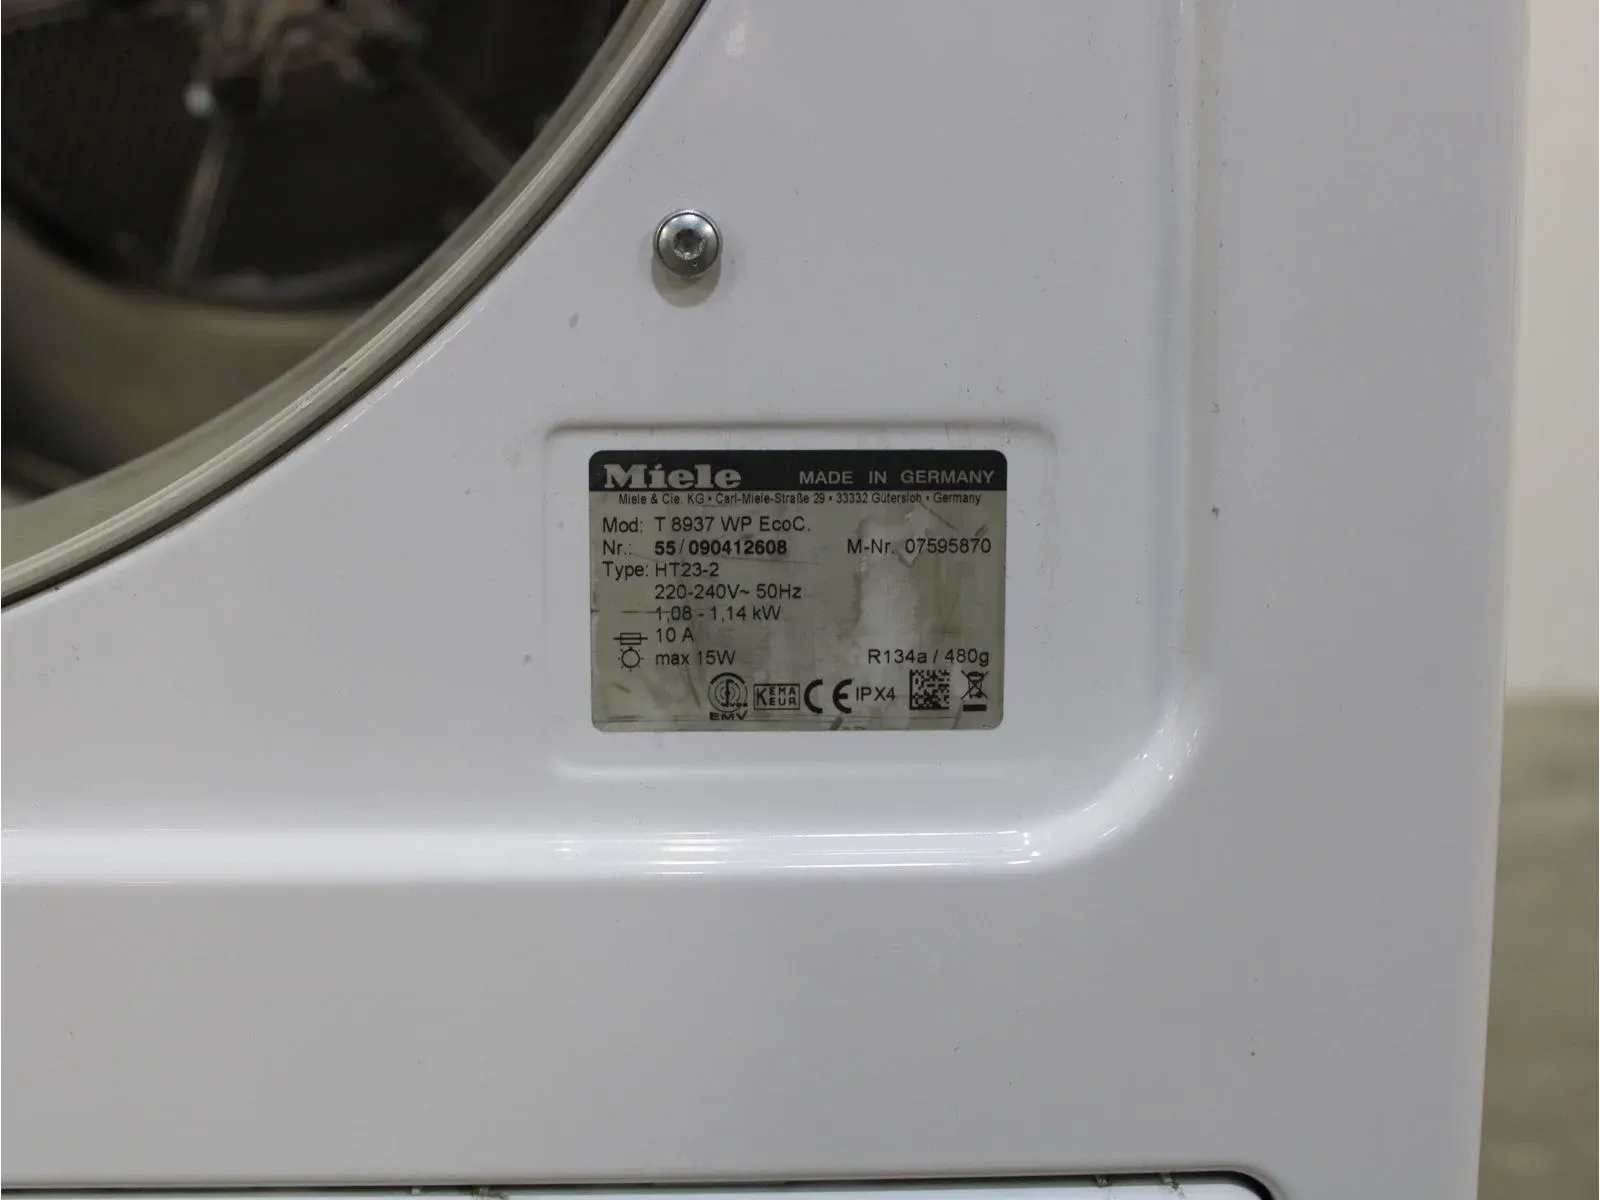 Miele MADE IN GERMANY
Miele & Cie. KG • Carl-Miele-Straße 29 • 33332 Gütersloh • Germany
Mod: T 8937 WP EcoC.
Nr.: 55/090412608 M-Nr. 07595870
Type: HT23-2
220-240V~ 50Hz
1,08 - 1,14 kW
10 A
max 15W R134a / 480g
VDE KEMA EUR CE IPX4
EMV